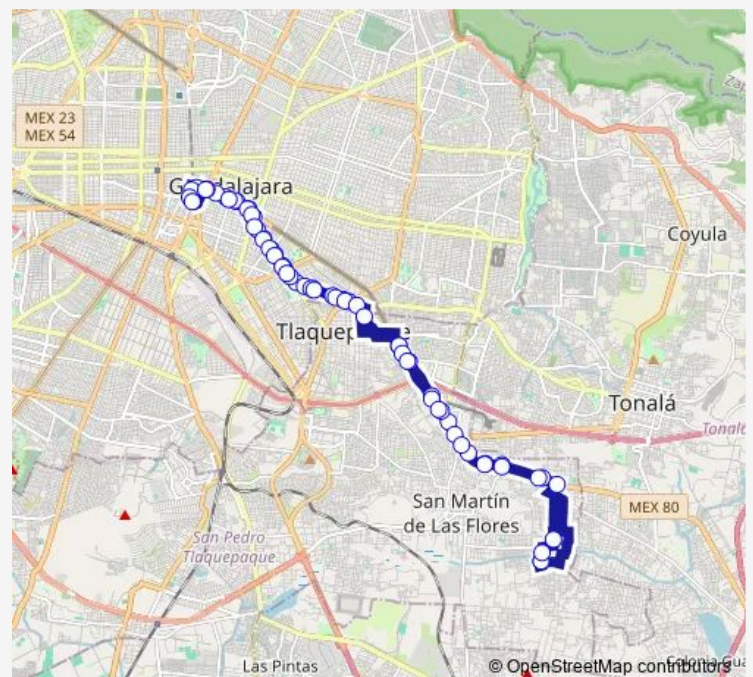 MEX 23
MEX 54
Guadalajara
Coyula
Tonalá
Tonalá
San Martín
de Las Flores
MEX 80
San Pedro
Tlaquepaque
Las Pintas
© OpenStreetMap contributors